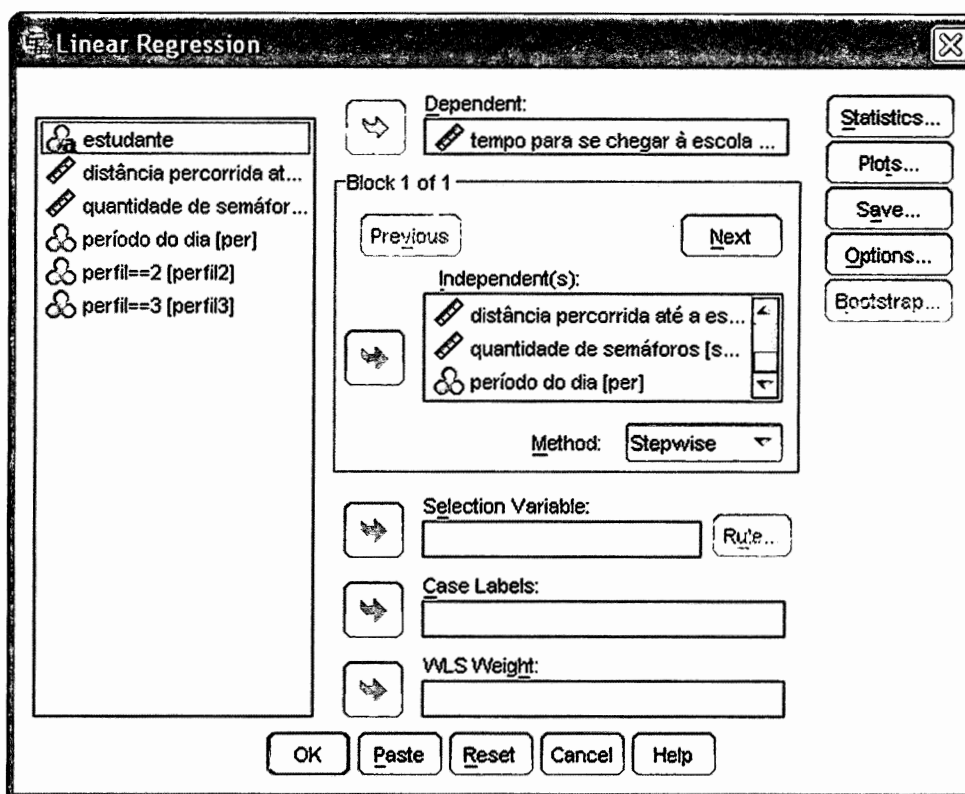 Linear Regression
estudante
distância percorrida at...
quantidade de semáfor...
período do dia [per]
perfil==2 [perfil2]
perfil==3 [perfil3]
Dependent:
tempo para se chegar à escola ...
Block 1 of 1
Previous
Next
Independent(s):
distância percorrida até a es...
quantidade de semáforos [s...
período do dia [per]
Method:
Stepwise
Selection Variable:
Rule...
Case Labels:
WLS Weight:
Statistics...
Plots...
Save...
Options...
Bootstrap...
OK
Paste
Reset
Cancel
Help